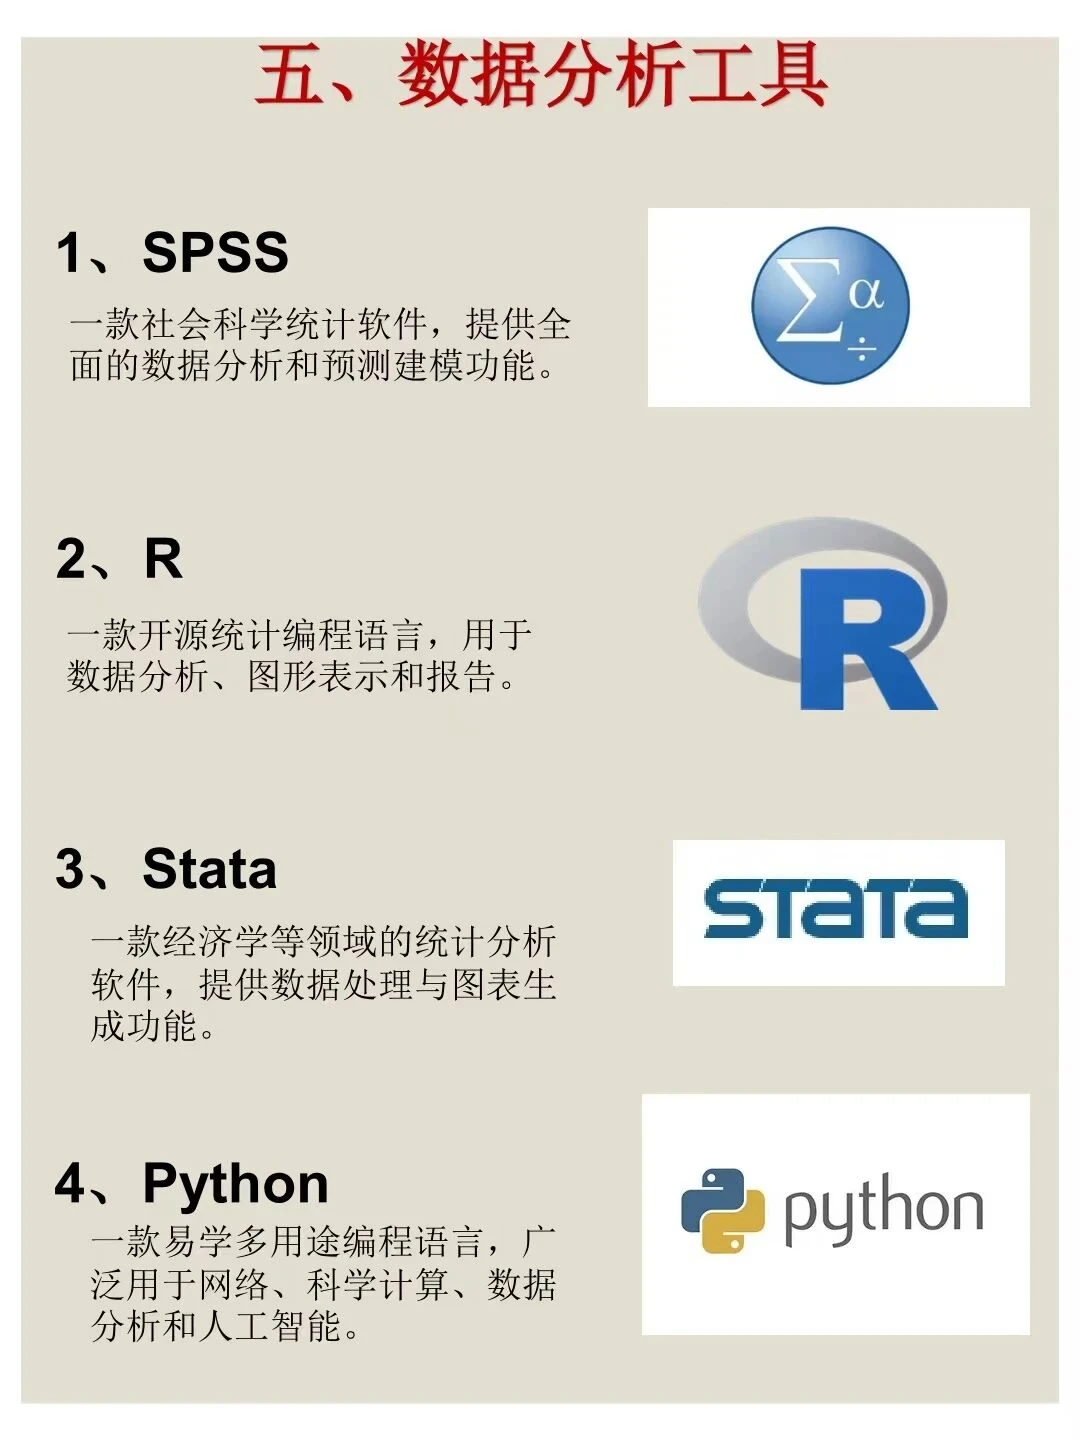 五、数据分析工具
1、SPSS
一款社会科学统计软件，提供全
面的数据分析和预测建模功能。
Σα
÷
2、R
一款开源统计编程语言，用于
数据分析、图形表示和报告。
R
3、Stata
一款经济学等领域的统计分析
软件，提供数据处理与图表生
成功能。
STaTa
4、Python
一款易学多用途编程语言，广
泛用于网络、科学计算、数据
分析和人工智能。
python